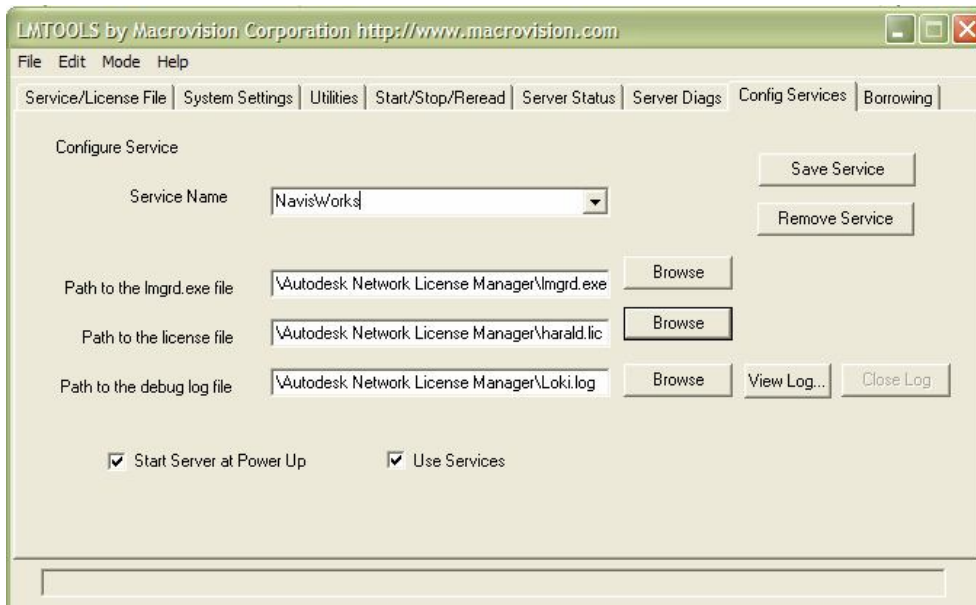 LMTOOLS by Macrovision Corporation http://www.macrovision.com
File Edit Mode Help
Service/License File System Settings Utilities Start/Stop/Reread Server Status Server Diags Config Services Borrowing
Configure Service
Save Service
Service Name NavisWorks
Remove Service
Path to the lmgrd.exe file \Autodesk Network License Manager\lmgrd.exe Browse
Path to the license file \Autodesk Network License Manager\harald.lic Browse
Path to the debug log file \Autodesk Network License Manager\Loki.log Browse View Log... Close Log
Start Server at Power Up Use Services